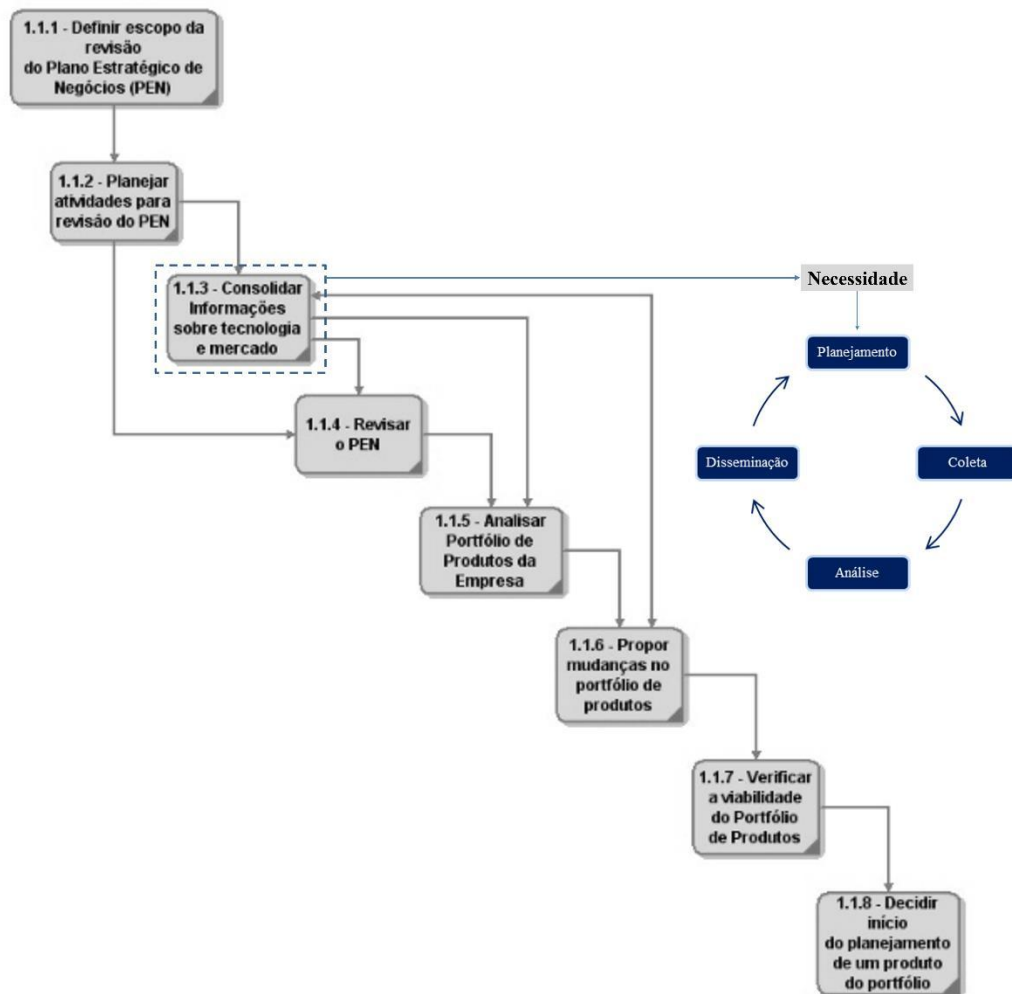 1.1.1 - Definir escopo da
revisão
do Plano Estratégico de
Negócios (PEN)
1.1.2 - Planejar
atividades para
revisão do PEN
1.1.3 - Consolidar
Informações
sobre tecnologia
e mercado
Necessidade
Planejamento
Coleta
Análise
Disseminação
1.1.4 - Revisar
o PEN
1.1.5 - Analisar
Portfólio de
Produtos da
Empresa
1.1.6 - Propor
mudanças no
portfólio de
produtos
1.1.7 - Verificar
a viabilidade
do Portfólio
de Produtos
1.1.8 - Decidir
início
do planejamento
de um produto
do portfólio